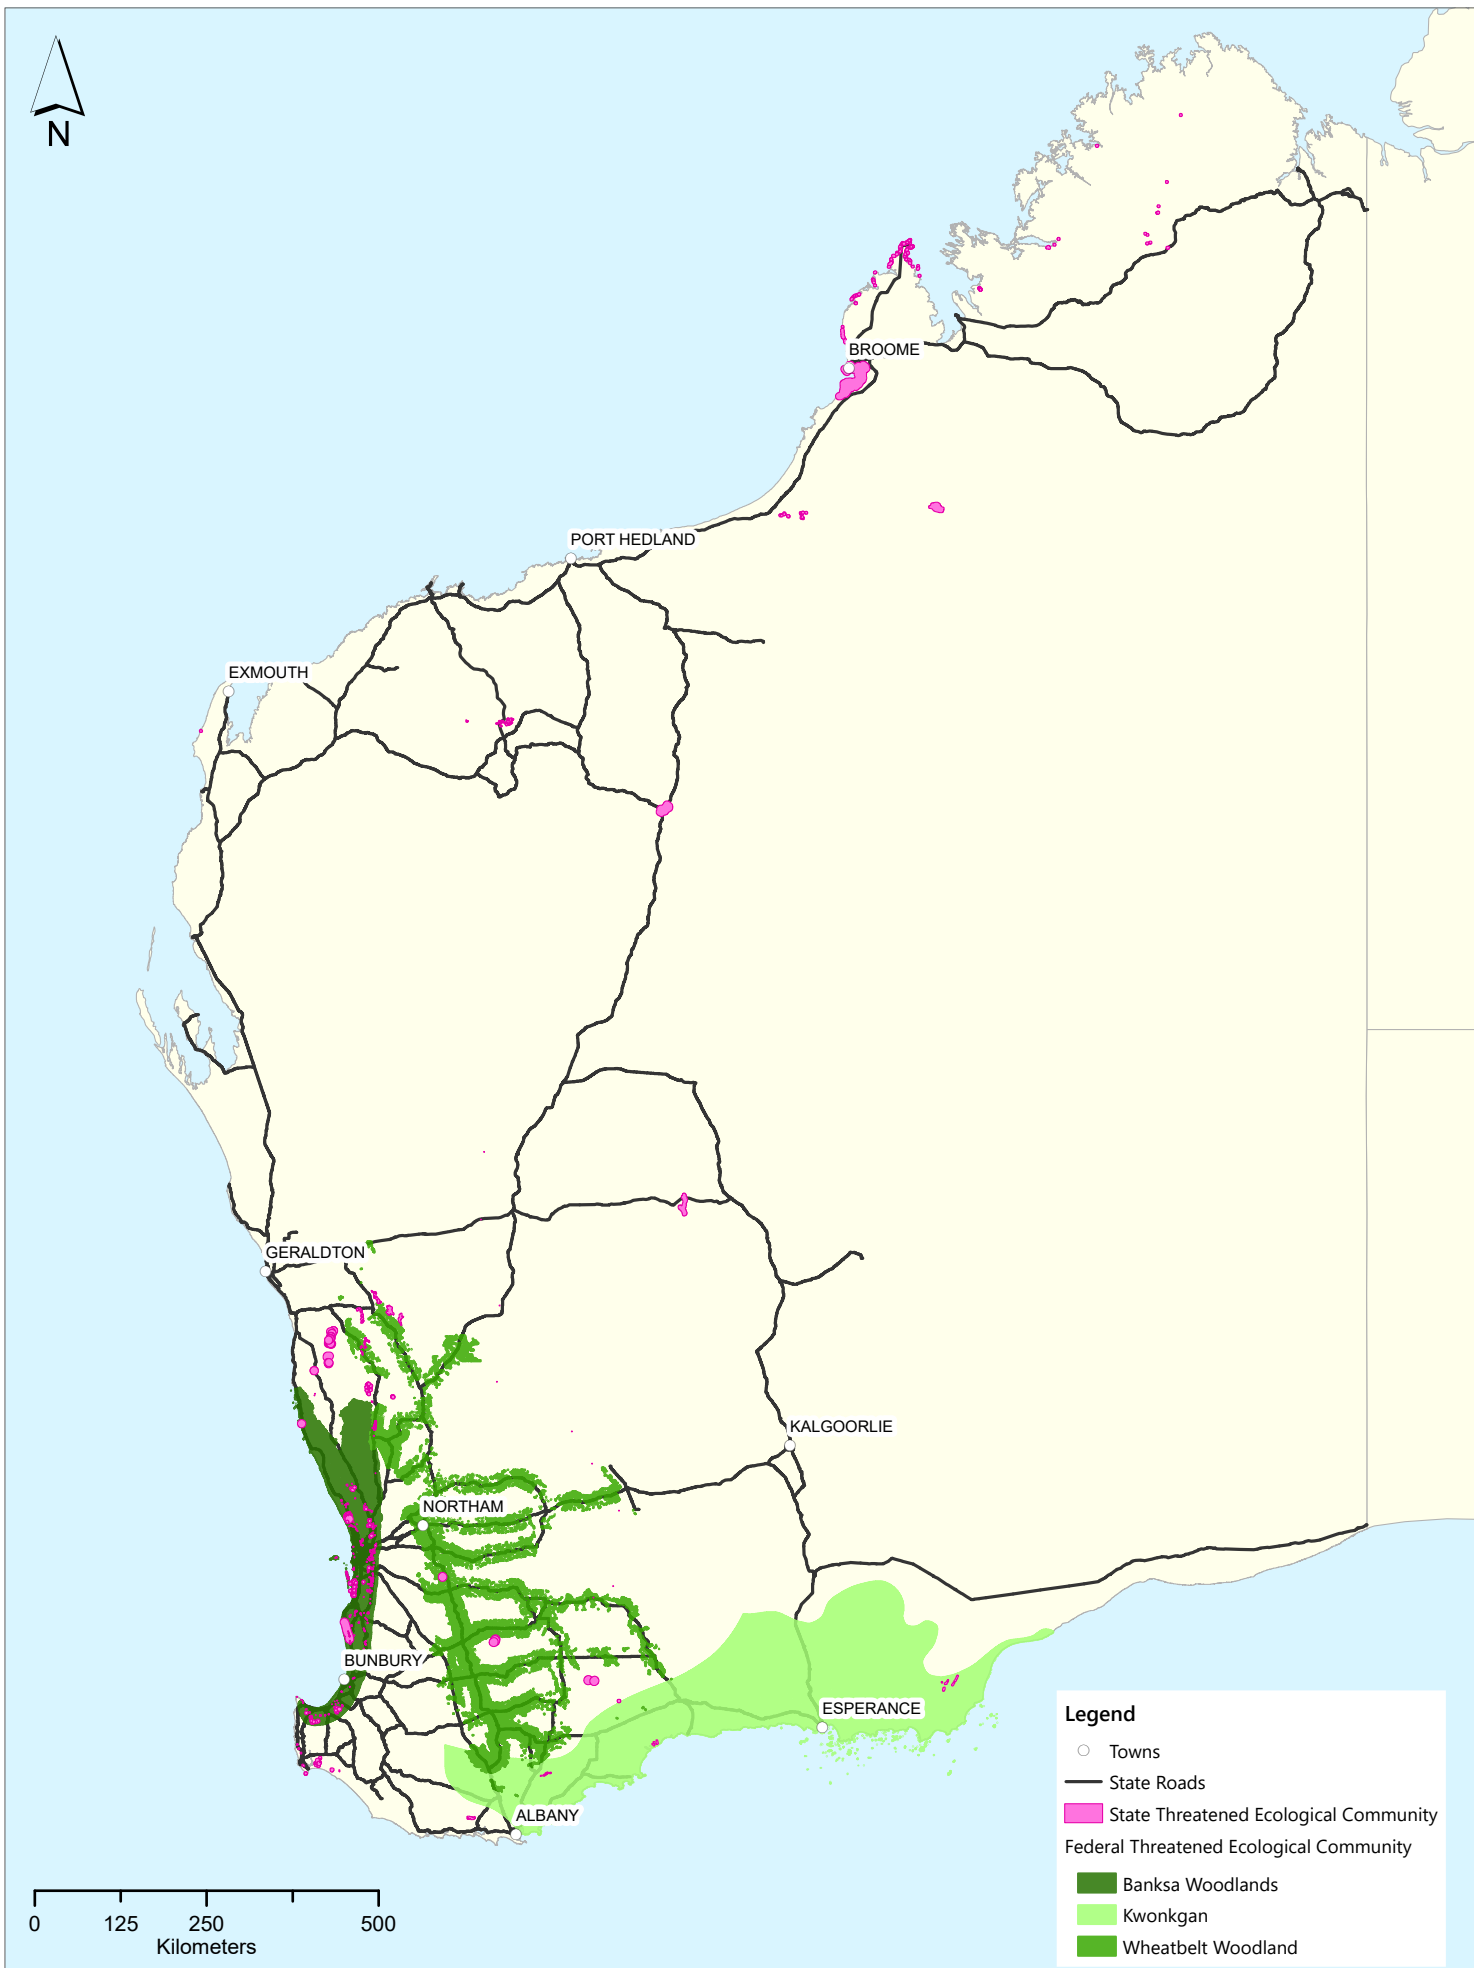 N
BROOME
PORT HEDLAND
EXMOUTH
GERALDTON
KALGOORLIE
NORTHAM
BUNBURY
ESPERANCE
ALBANY
Legend
Towns
State Roads
State Threatened Ecological Community
Federal Threatened Ecological Community
Banksa Woodlands
Kwonkgan
Wheatbelt Woodland
0 125 250 500
Kilometers